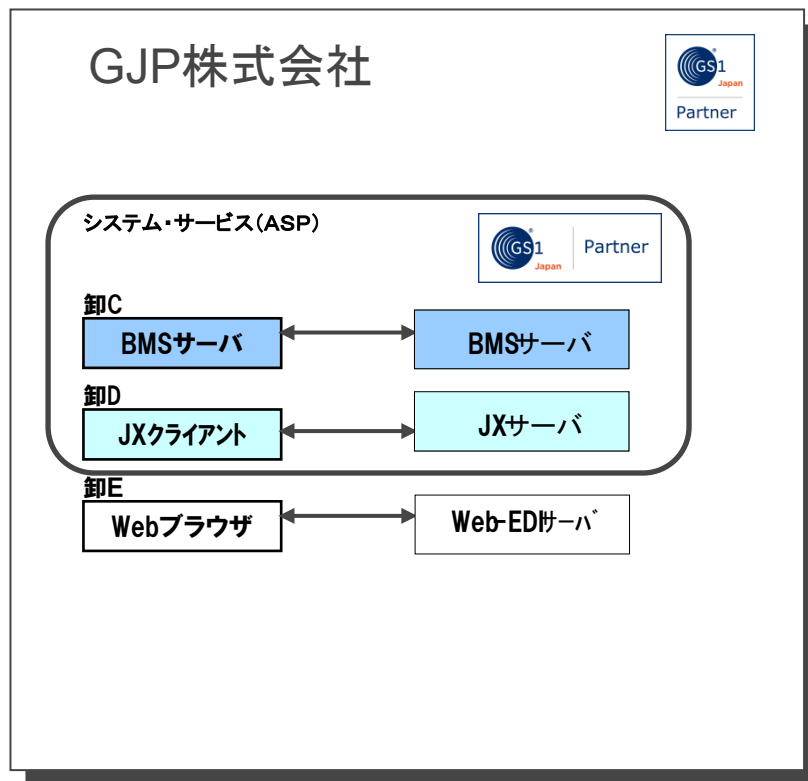 GJP株式会社
GS1
Japan
Partner
システム・サービス(ASP)
GS1
Japan
Partner
卸C
BMSサーバ
BMSサーバ
卸D
JXクライアント
JXサーバ
卸E
Webブラウザ
Web-EDIサーバ